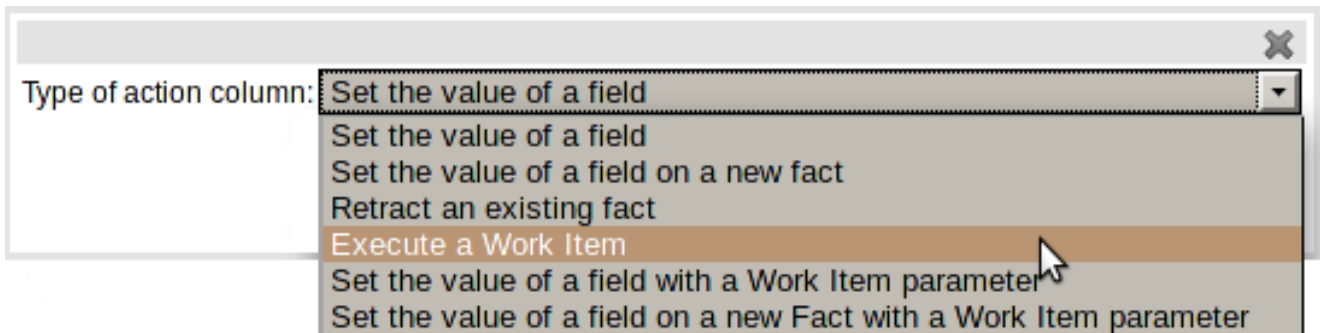 Type of action column: Set the value of a field
Set the value of a field
Set the value of a field on a new fact
Retract an existing fact
Execute a Work Item
Set the value of a field with a Work Item parameter
Set the value of a field on a new Fact with a Work Item parameter